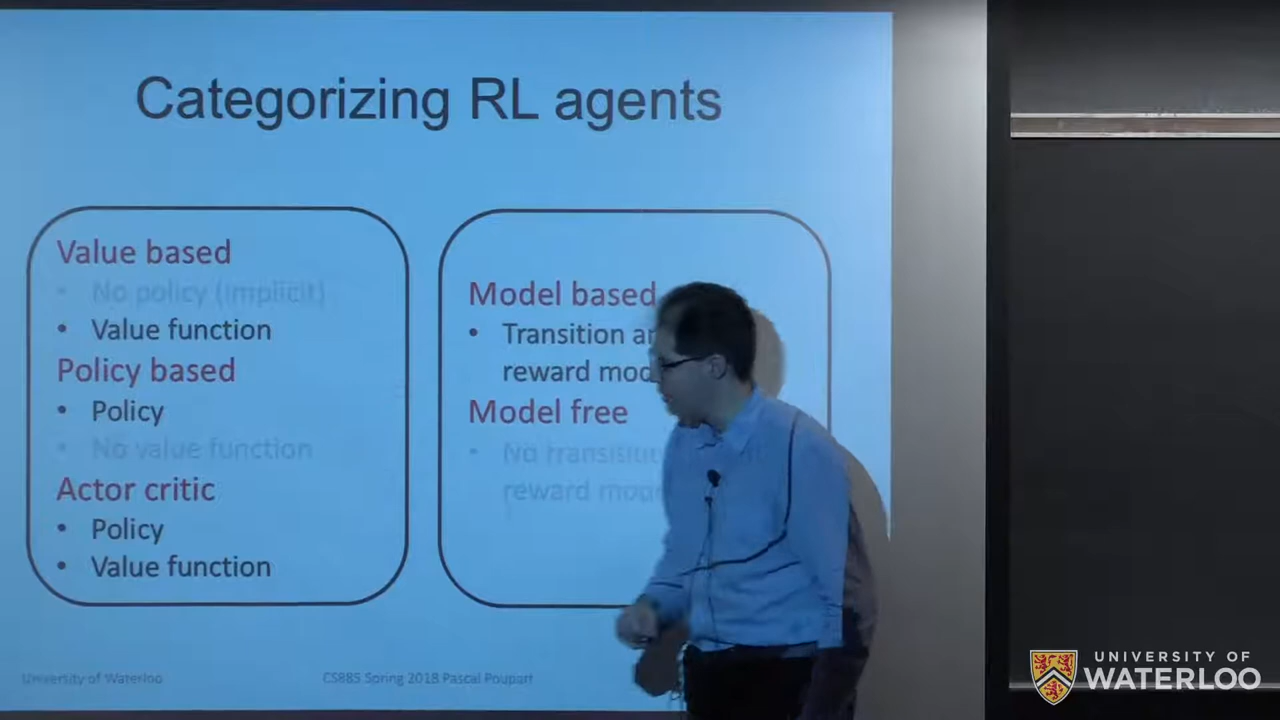 Categorizing RL agents
Value based
• No policy (implicit)
• Value function
Policy based
• Policy
• No value function
Actor critic
• Policy
• Value function
Model based
• Transition
reward
Model free
• No
reward
University of Waterloo
CS885 Spring 2018 Pascal Poupart
UNIVERSITY OF
WATERLOO